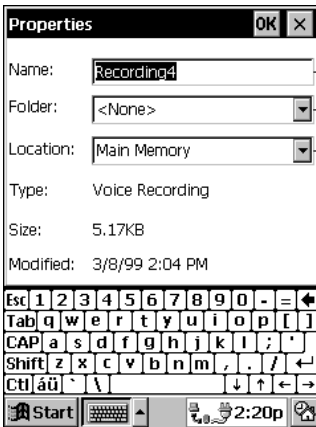 Properties OK ×
Name: Recording4
Folder: <None>
Location: Main Memory
Type: Voice Recording
Size: 5.17KB
Modified: 3/8/99 2:04 PM
Esc 1 2 3 4 5 6 7 8 9 0 - = ←
Tab q w e r t y u i o p [ ]
CAP a s d f g h j k l ; '
Shift z x c v b n m , . / ↵
Ctl áü ` \ ↓ ↑ ← →
Start 2:20p